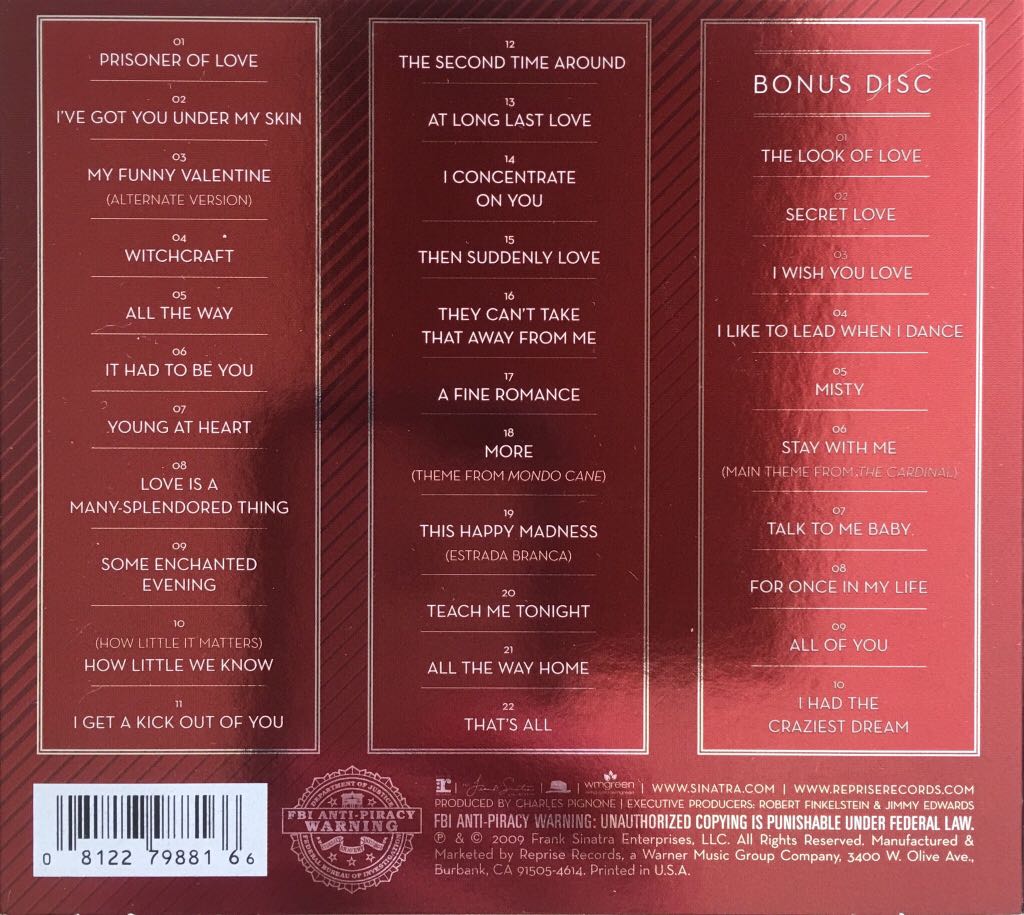 01
PRISONER OF LOVE
02
I'VE GOT YOU UNDER MY SKIN
03
MY FUNNY VALENTINE
(ALTERNATE VERSION)
04
WITCHCRAFT
05
ALL THE WAY
06
IT HAD TO BE YOU
07
YOUNG AT HEART
08
LOVE IS A
MANY-SPLENDORED THING
09
SOME ENCHANTED
EVENING
10
(HOW LITTLE IT MATTERS)
HOW LITTLE WE KNOW
11
I GET A KICK OUT OF YOU
12
THE SECOND TIME AROUND
13
AT LONG LAST LOVE
14
I CONCENTRATE
ON YOU
15
THEN SUDDENLY LOVE
16
THEY CAN'T TAKE
THAT AWAY FROM ME
17
A FINE ROMANCE
18
MORE
(THEME FROM MONDO CANE)
19
THIS HAPPY MADNESS
(ESTRADA BRANCA)
20
TEACH ME TONIGHT
21
ALL THE WAY HOME
22
THAT'S ALL
BONUS DISC
01
THE LOOK OF LOVE
02
SECRET LOVE
03
I WISH YOU LOVE
04
I LIKE TO LEAD WHEN I DANCE
05
MISTY
06
STAY WITH ME
(MAIN THEME FROM THE CARDINAL)
07
TALK TO ME BABY
08
FOR ONCE IN MY LIFE
09
ALL OF YOU
10
I HAD THE
CRAZIEST DREAM
0 8122 79881 6 6
DEPARTMENT OF JUSTICE
FBI ANTI-PIRACY
WARNING
FEDERAL BUREAU OF INVESTIGATION
r | Frank Sinatra | | wmgreen | WWW.SINATRA.COM | WWW.REPRISERECORDS.COM
PRODUCED BY CHARLES PIGNONE | EXECUTIVE PRODUCERS: ROBERT FINKELSTEIN & JIMMY EDWARDS
FBI ANTI-PIRACY WARNING: UNAUTHORIZED COPYING IS PUNISHABLE UNDER FEDERAL LAW.
℗ & © 2009 Frank Sinatra Enterprises, LLC. All Rights Reserved. Manufactured &
Marketed by Reprise Records, a Warner Music Group Company, 3400 W. Olive Ave.,
Burbank, CA 91505-4614. Printed in U.S.A.